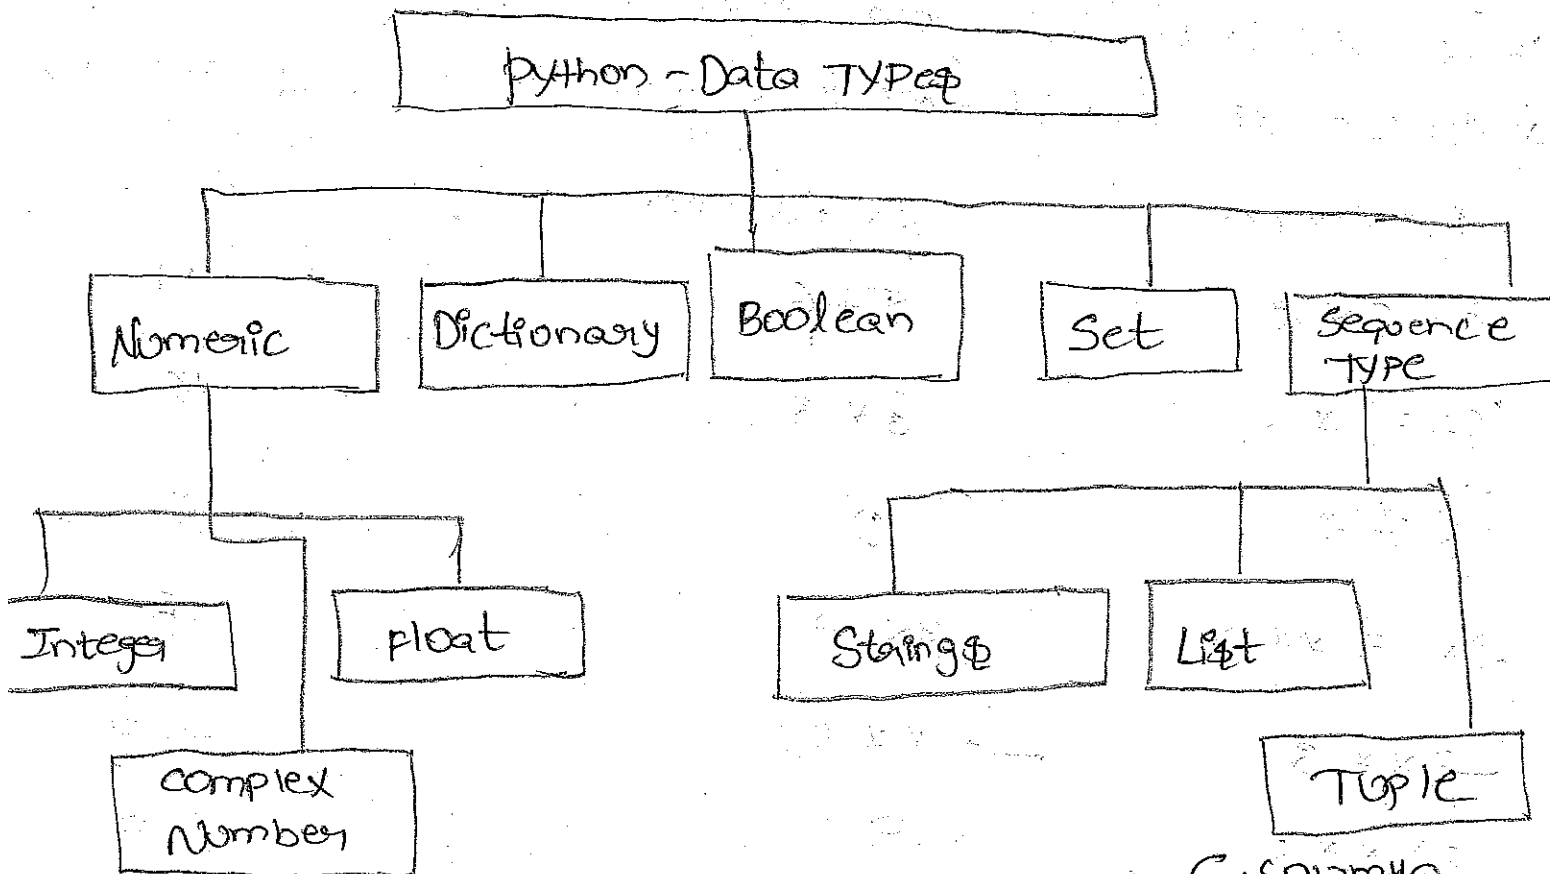 Python - Data Types
Numeric
Dictionary
Boolean
Set
Sequence
Type
Integer
Float
Strings
List
complex
Number
Tuple